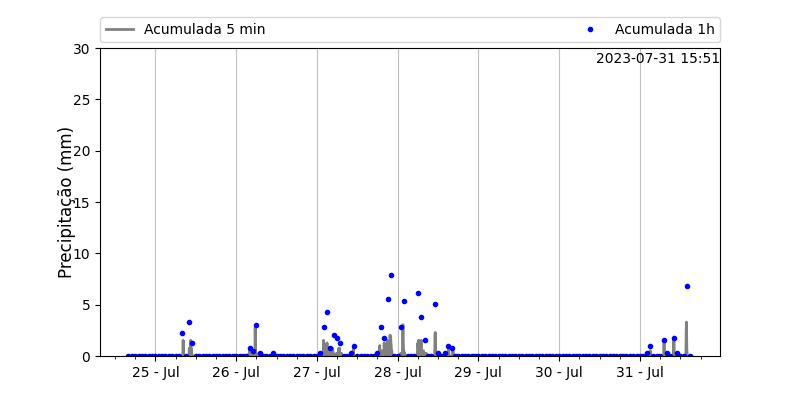 Acumulada 5 min
Acumulada 1h
2023-07-31 15:51
Precipitação (mm)
30
25
20
15
10
5
0
25 - Jul
26 - Jul
27 - Jul
28 - Jul
29 - Jul
30 - Jul
31 - Jul